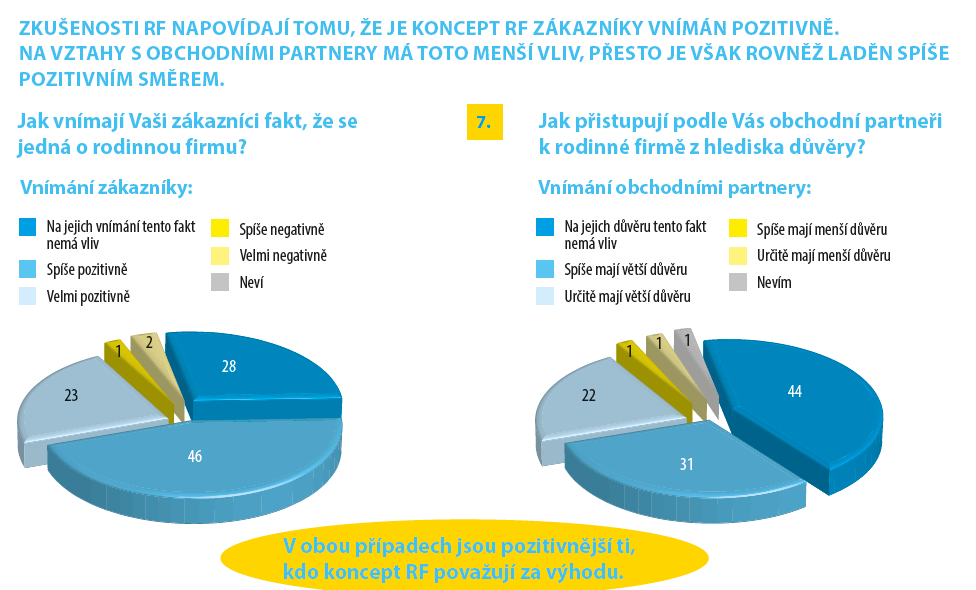 ZKUŠENOSTI RF NAPOVÍDAJÍ TOMU, ŽE JE KONCEPT RF ZÁKAZNÍKY VNÍMÁN POZITIVNĚ.
NA VZTAHY S OBCHODNÍMI PARTNERY MÁ TOTO MENŠÍ VLIV, PŘESTO JE VŠAK ROVNĚŽ LADĚN SPÍŠE
POZITIVNÍM SMĚREM.
Jak vnímají Vaši zákazníci fakt, že se
jedná o rodinnou firmu?
Vnímání zákazníky:
Na jejich vnímání tento fakt
nemá vliv
Spíše pozitivně
Velmi pozitivně
Spíše negativně
Velmi negativně
Neví
23
1
2
28
46
7.
Jak přistupují podle Vás obchodní partneři
k rodinné firmě z hlediska důvěry?
Vnímání obchodními partnery:
Na jejich důvěru tento fakt
nemá vliv
Spíše mají větší důvěru
Určitě mají větší důvěru
Spíše mají menší důvěru
Určitě mají menší důvěru
Nevím
22
1
1
1
44
31
V obou případech jsou pozitivnější ti,
kdo koncept RF považují za výhodu.